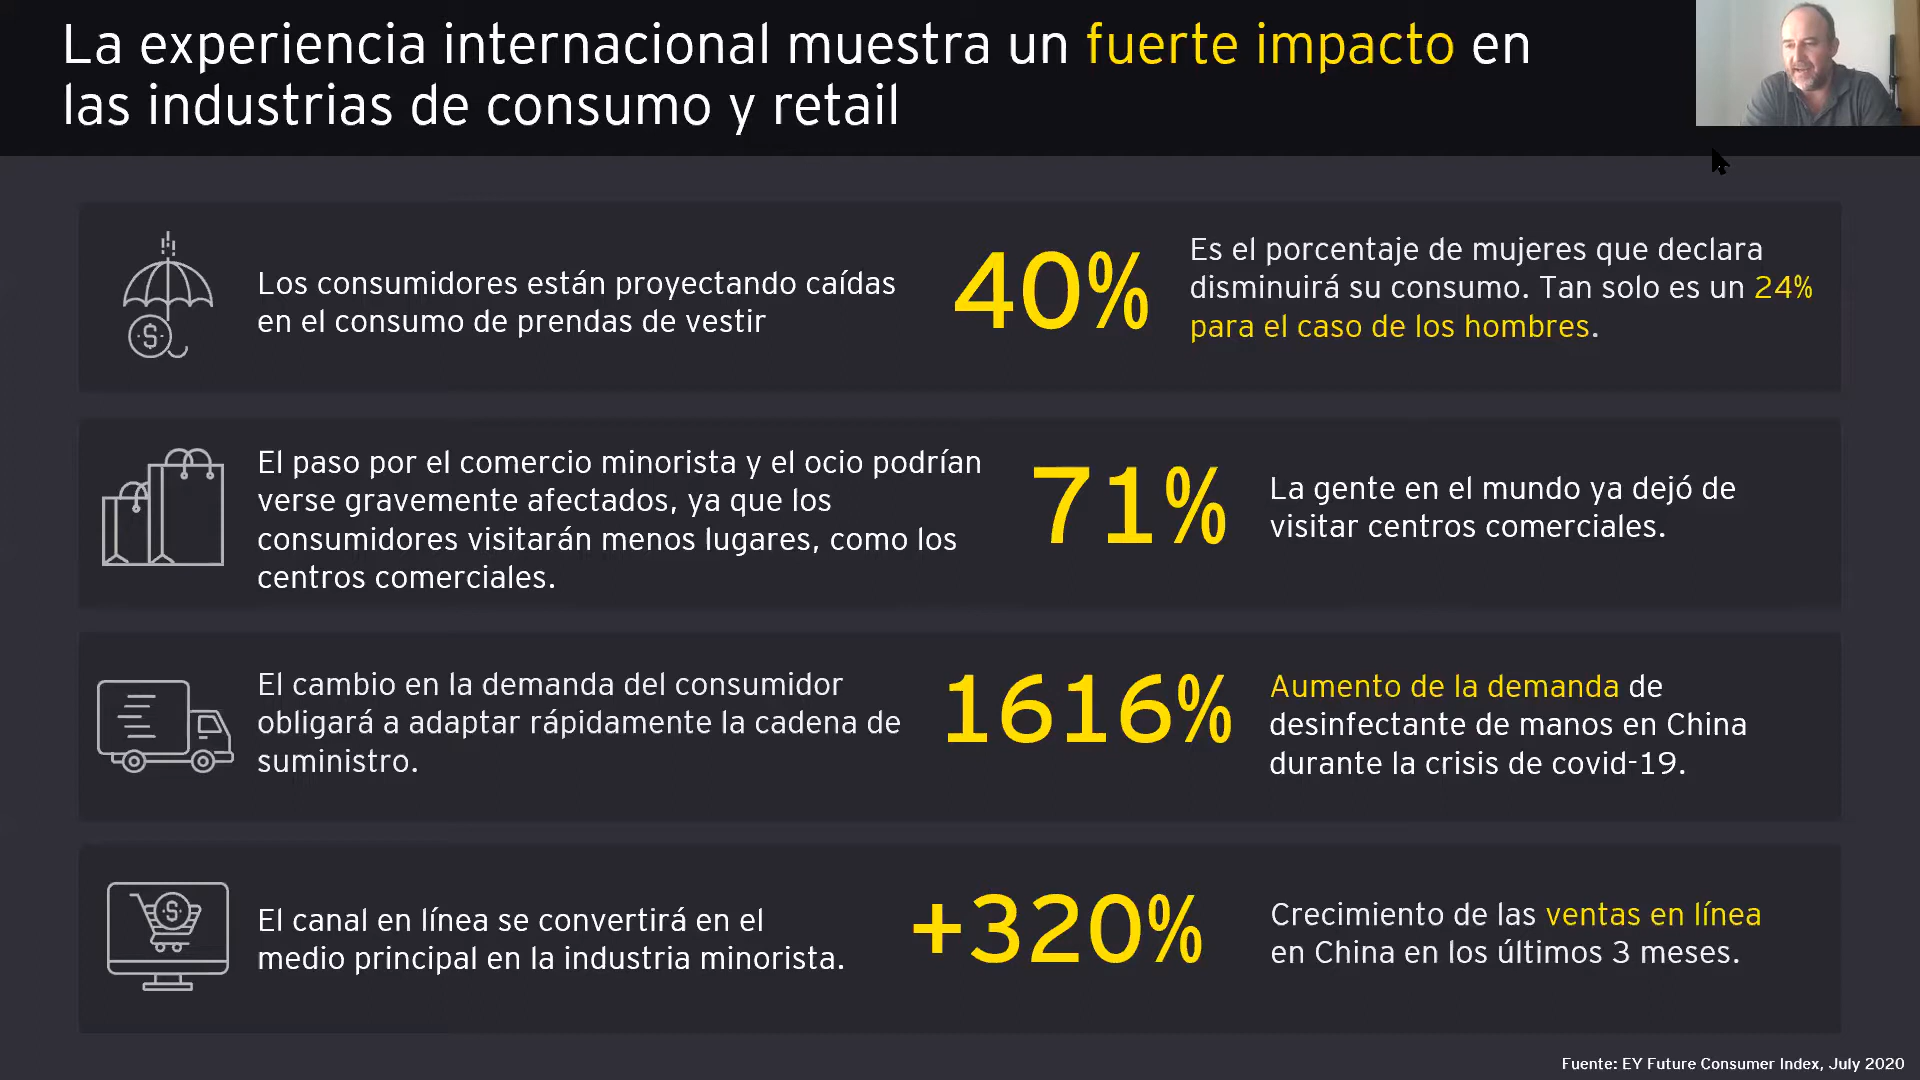 La experiencia internacional muestra un fuerte impacto en
las industrias de consumo y retail
Los consumidores están proyectando caídas
en el consumo de prendas de vestir
40%
Es el porcentaje de mujeres que declara
disminuirá su consumo. Tan solo es un 24%
para el caso de los hombres.
El paso por el comercio minorista y el ocio podrían
verse gravemente afectados, ya que los
consumidores visitarán menos lugares, como los
centros comerciales.
71%
La gente en el mundo ya dejó de
visitar centros comerciales.
El cambio en la demanda del consumidor
obligará a adaptar rápidamente la cadena de
suministro.
1616%
Aumento de la demanda de
desinfectante de manos en China
durante la crisis de covid-19.
El canal en línea se convertirá en el
medio principal en la industria minorista.
+320%
Crecimiento de las ventas en línea
en China en los últimos 3 meses.
Fuente: EY Future Consumer Index, July 2020